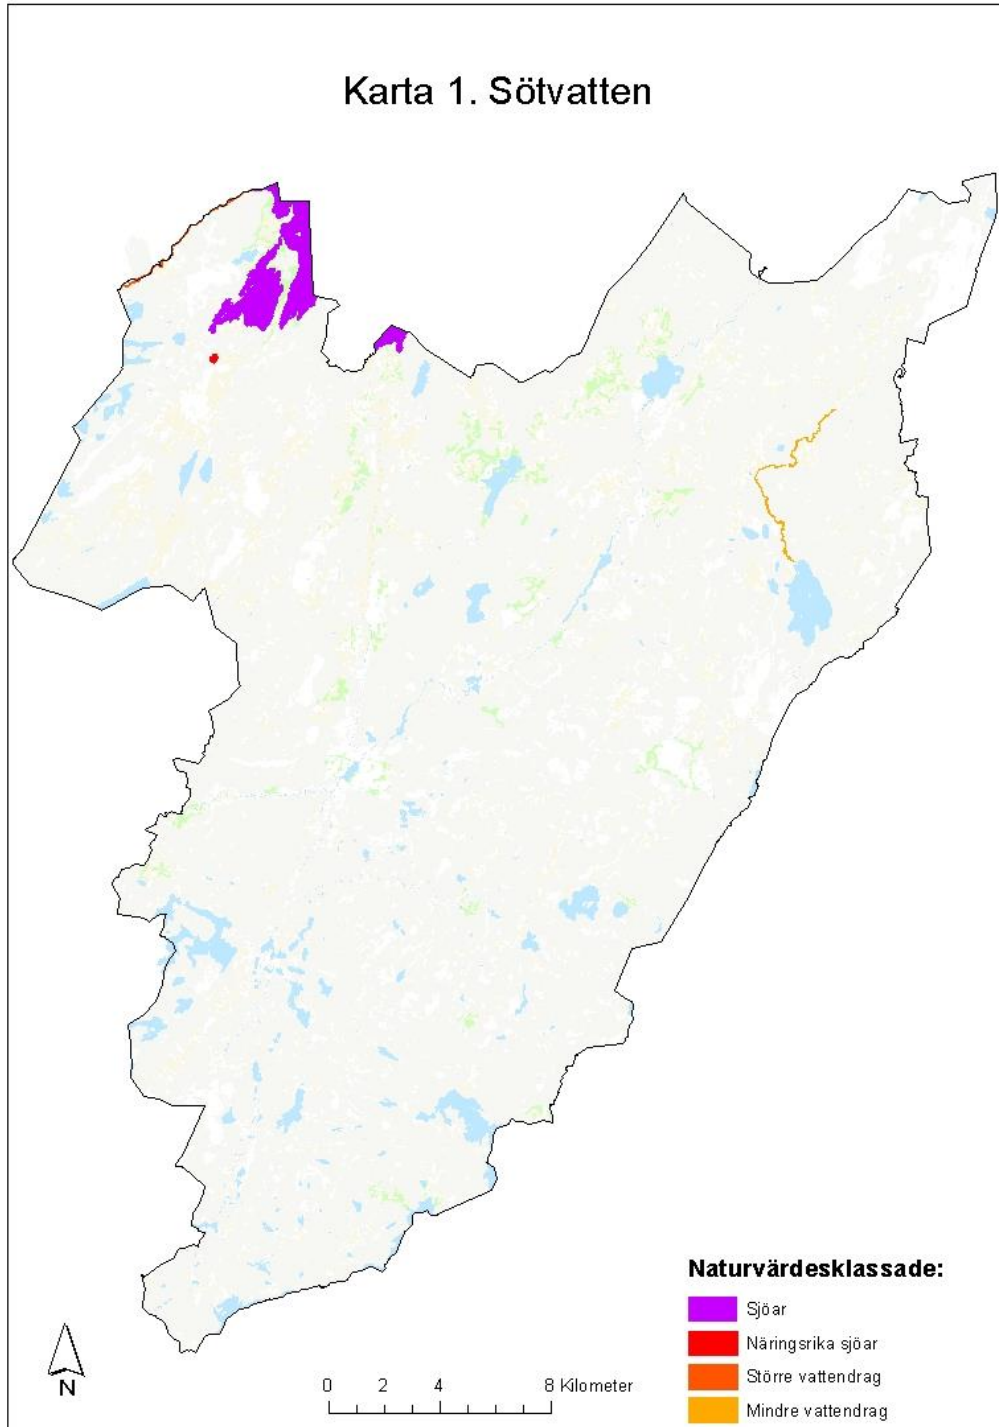 Karta 1. Sötvatten
Naturvärdesklassade:
Sjöar
Näringsrika sjöar
Större vattendrag
Mindre vattendrag
0 2 4 8 Kilometer
N